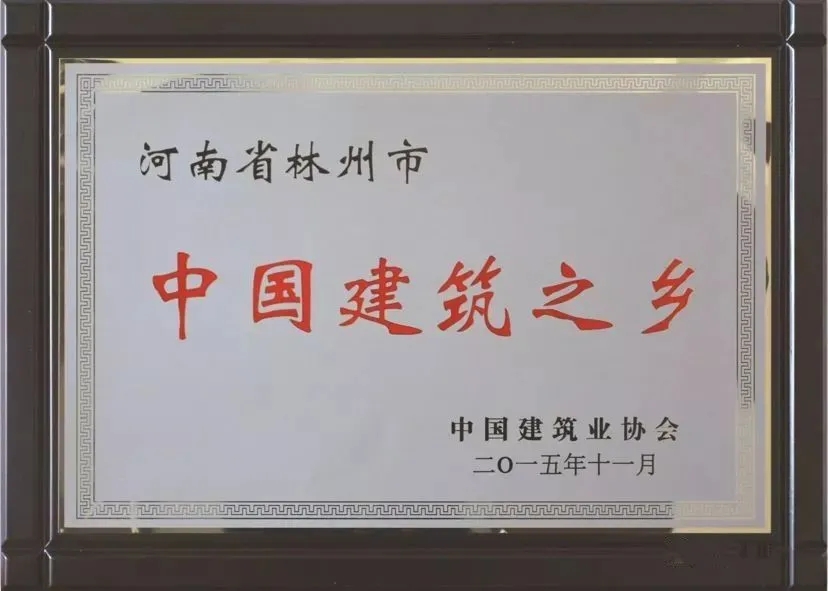 河南省林州市
中国建筑之乡
中国建筑业协会
二O一五年十一月